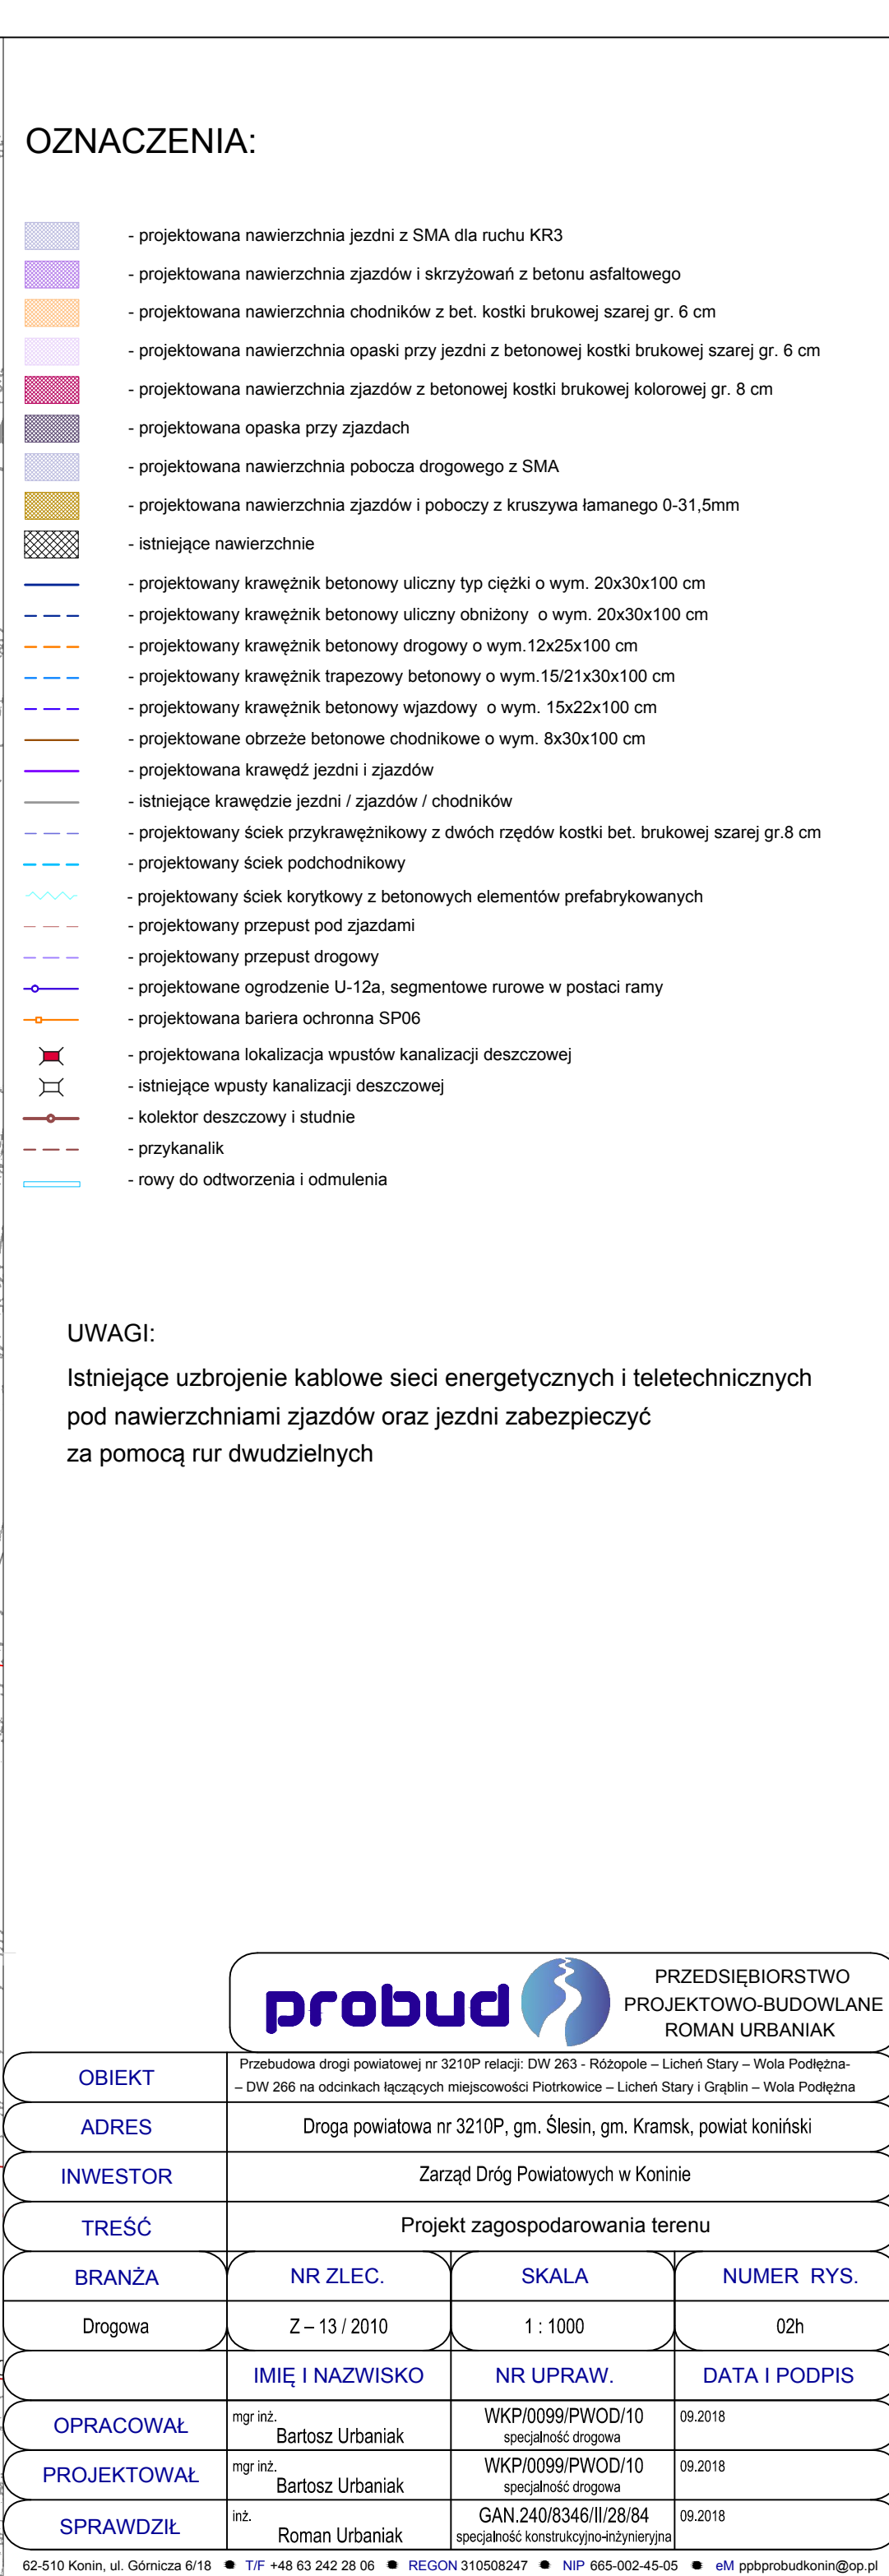 OZNACZENIA:
- projektowana nawierzchnia jezdni z SMA dla ruchu KR3
- projektowana nawierzchnia zjazdów i skrzyżowań z betonu asfaltowego
- projektowana nawierzchnia chodników z bet. kostki brukowej szarej gr. 6 cm
- projektowana nawierzchnia opaski przy jezdni z betonowej kostki brukowej szarej gr. 6 cm
- projektowana nawierzchnia zjazdów z betonowej kostki brukowej kolorowej gr. 8 cm
- projektowana opaska przy zjazdach
- projektowana nawierzchnia pobocza drogowego z SMA
- projektowana nawierzchnia zjazdów i poboczy z kruszywa łamanego 0-31,5mm
- istniejące nawierzchnie
- projektowany krawężnik betonowy uliczny typ ciężki o wym. 20x30x100 cm
- projektowany krawężnik betonowy uliczny obniżony o wym. 20x30x100 cm
- projektowany krawężnik betonowy drogowy o wym.12x25x100 cm
- projektowany krawężnik trapezowy betonowy o wym.15/21x30x100 cm
- projektowany krawężnik betonowy wjazdowy o wym. 15x22x100 cm
- projektowane obrzeże betonowe chodnikowe o wym. 8x30x100 cm
- projektowana krawędź jezdni i zjazdów
- istniejące krawędzie jezdni / zjazdów / chodników
- projektowany ściek przykrawężnikowy z dwóch rzędów kostki bet. brukowej szarej gr.8 cm
- projektowany ściek podchodnikowy
- projektowany ściek korytkowy z betonowych elementów prefabrykowanych
- projektowany przepust pod zjazdami
- projektowany przepust drogowy
- projektowane ogrodzenie U-12a, segmentowe rurowe w postaci ramy
- projektowana bariera ochronna SP06
- projektowana lokalizacja wpustów kanalizacji deszczowej
- istniejące wpusty kanalizacji deszczowej
- kolektor deszczowy i studnie
- przykanalik
- rowy do odtworzenia i odmulenia
UWAGI:
Istniejące uzbrojenie kablowe sieci energetycznych i teletechnicznych
pod nawierzchniami zjazdów oraz jezdni zabezpieczyć
za pomocą rur dwudzielnych
probud
PRZEDSIĘBIORSTWO
PROJEKTOWO-BUDOWLANE
ROMAN URBANIAK
OBIEKT
Przebudowa drogi powiatowej nr 3210P relacji: DW 263 - Różopole – Licheń Stary – Wola Podłężna-
– DW 266 na odcinkach łączących miejscowości Piotrkowice – Licheń Stary i Grąblin – Wola Podłężna
ADRES
Droga powiatowa nr 3210P, gm. Ślesin, gm. Kramsk, powiat koniński
INWESTOR
Zarząd Dróg Powiatowych w Koninie
TREŚĆ
Projekt zagospodarowania terenu
BRANŻA NR ZLEC. SKALA NUMER RYS.
Drogowa Z – 13 / 2010 1 : 1000 02h
IMIĘ I NAZWISKO NR UPRAW. DATA I PODPIS
OPRACOWAŁ mgr inż. Bartosz Urbaniak WKP/0099/PWOD/10 09.2018
specjalność drogowa
PROJEKTOWAŁ mgr inż. Bartosz Urbaniak WKP/0099/PWOD/10 09.2018
specjalność drogowa
SPRAWDZIŁ inż. Roman Urbaniak GAN.240/8346/II/28/84 09.2018
specjalność konstrukcyjno-inżynieryjna
62-510 Konin, ul. Górnicza 6/18 T/F +48 63 242 28 06 REGON 310508247 NIP 665-002-45-05 eM ppbprobudkonin@op.pl